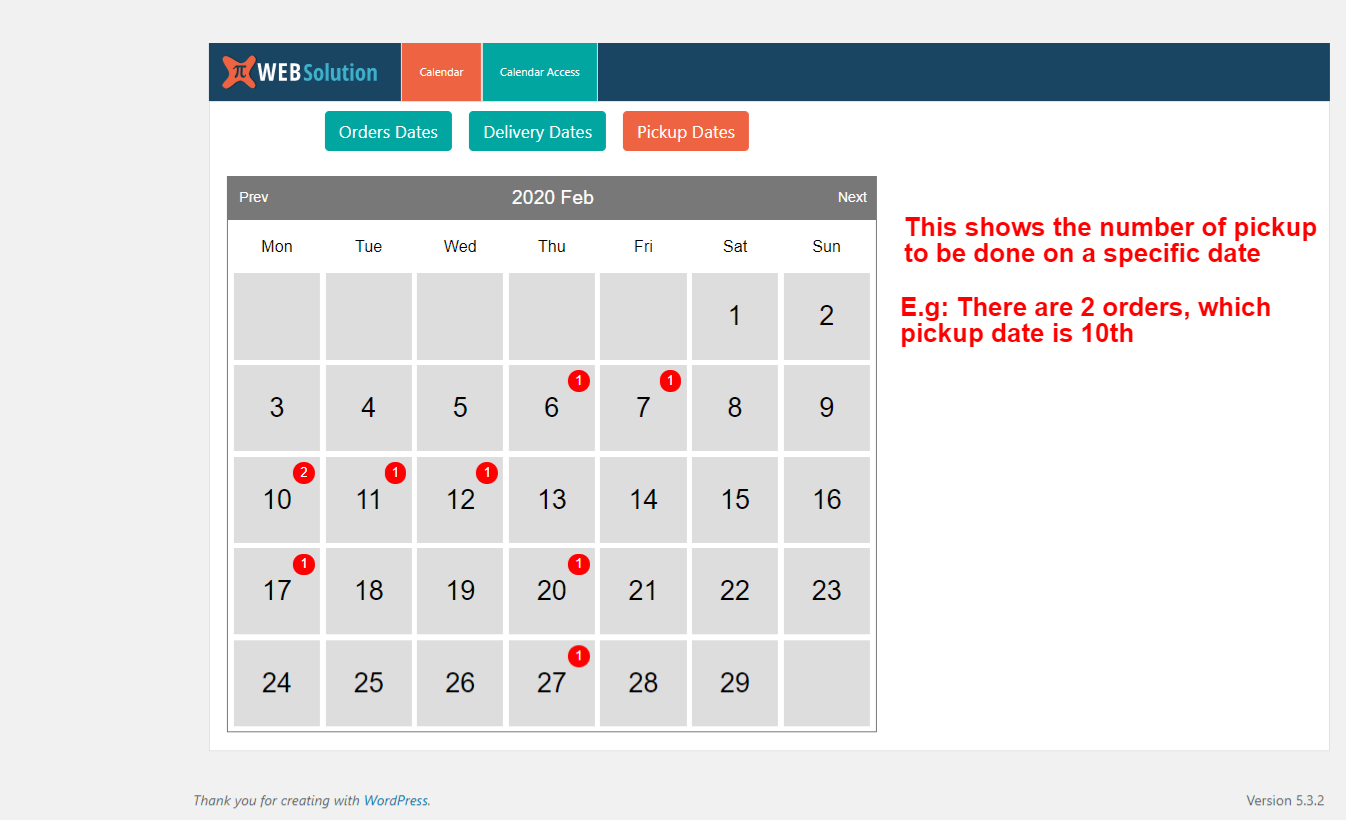 π WEB Solution Calendar Calendar Access
Orders Dates Delivery Dates Pickup Dates
Prev 2020 Feb Next
Mon Tue Wed Thu Fri Sat Sun
1 2
1 1
3 4 5 6 7 8 9
2 1 1
10 11 12 13 14 15 16
1 1
17 18 19 20 21 22 23
1
24 25 26 27 28 29
This shows the number of pickup
to be done on a specific date
E.g: There are 2 orders, which
pickup date is 10th
Thank you for creating with WordPress. Version 5.3.2